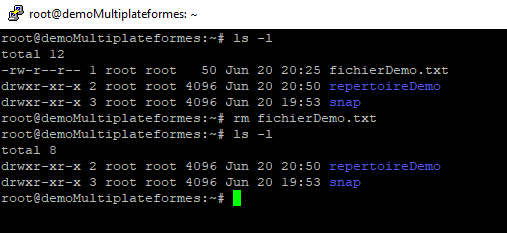 root@demoMultiplateformes: ~
root@demoMultiplateformes:~# ls -l
total 12
-rw-r--r-- 1 root root   50 Jun 20 20:25 fichierDemo.txt
drwxr-xr-x 2 root root 4096 Jun 20 20:50 repertoireDemo
drwxr-xr-x 3 root root 4096 Jun 20 19:53 snap
root@demoMultiplateformes:~# rm fichierDemo.txt
root@demoMultiplateformes:~# ls -l
total 8
drwxr-xr-x 2 root root 4096 Jun 20 20:50 repertoireDemo
drwxr-xr-x 3 root root 4096 Jun 20 19:53 snap
root@demoMultiplateformes:~#